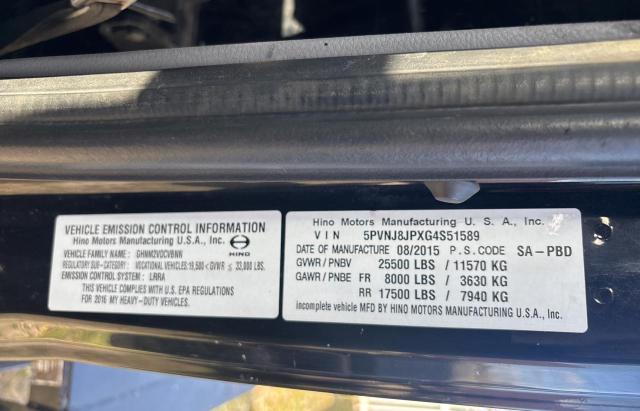 VEHICLE EMISSION CONTROL INFORMATION
Hino Motors Manufacturing U.S.A., Inc.
HINO
VEHICLE FAMILY NAME: GHNM2VOCVBNN
REGULATORY SUB-CATEGORY: VOCATIONAL VEHICLES:19,500 <GVWR ≤ 33,000 LBS.
EMISSION CONTROL SYSTEM: LRRA
THIS VEHICLE COMPLIES WITH U.S. EPA REGULATIONS
FOR 2016 MY HEAVY-DUTY VEHICLES.
Hino Motors Manufacturing U. S. A., Inc.
V I N 5PVNJ8JPXG4S51589
DATE OF MANUFACTURE 08/2015 P. S. CODE SA-PBD
GVWR / PNBV 25500 LBS / 11570 KG
GAWR / PNBE FR 8000 LBS / 3630 KG
RR 17500 LBS / 7940 KG
incomplete vehicle MFD BY HINO MOTORS MANUFACTURING U.S.A., Inc.